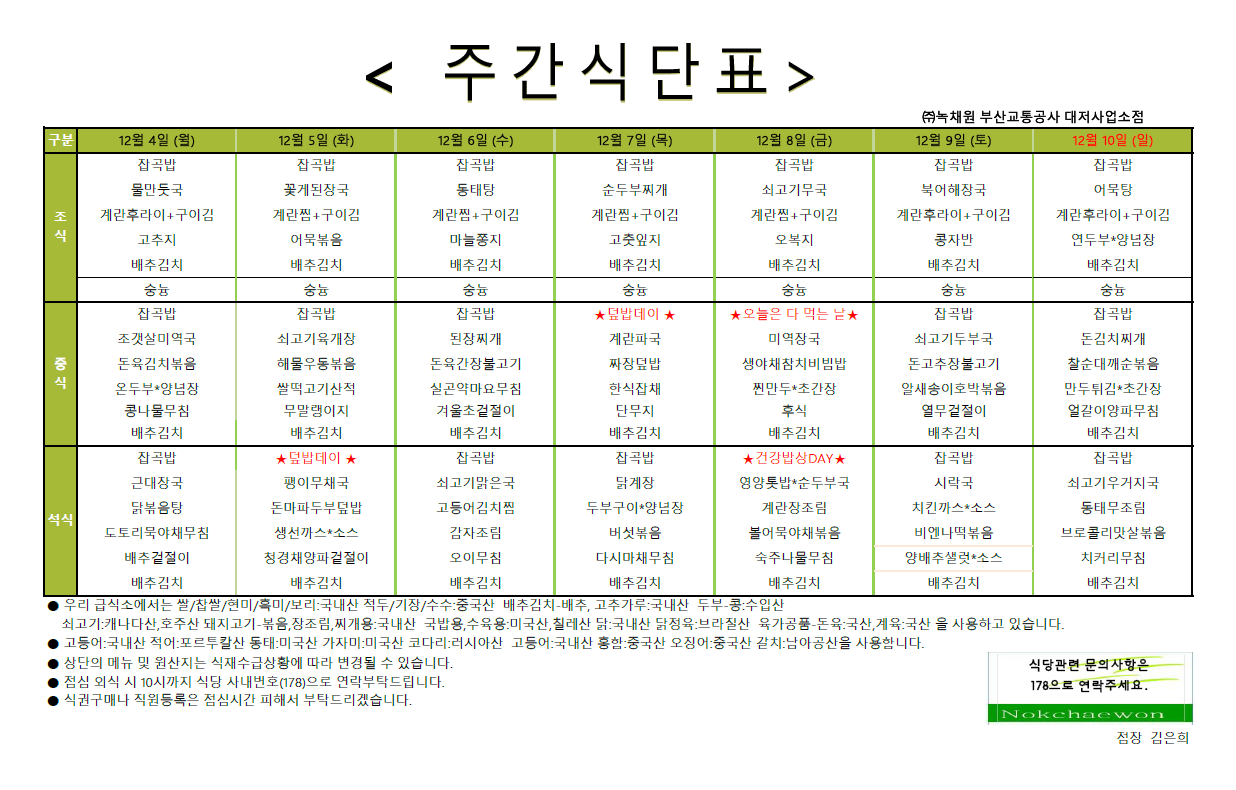 < 주간식단표 >
㈜녹채원 부산교통공사 대저사업소점
구분 12월 4일 (월) 12월 5일 (화) 12월 6일 (수) 12월 7일 (목) 12월 8일 (금) 12월 9일 (토) 12월 10일 (일)
조식
잡곡밥 잡곡밥 잡곡밥 잡곡밥 잡곡밥 잡곡밥 잡곡밥
물만둣국 꽃게된장국 동태탕 순두부찌개 쇠고기무국 북어해장국 어묵탕
계란후라이+구이김 계란찜+구이김 계란찜+구이김 계란찜+구이김 계란찜+구이김 계란후라이+구이김 계란후라이+구이김
고추지 어묵볶음 마늘쫑지 고춧잎지 오복지 콩자반 연두부*양념장
배추김치 배추김치 배추김치 배추김치 배추김치 배추김치 배추김치
숭늉 숭늉 숭늉 숭늉 숭늉 숭늉 숭늉
중식
잡곡밥 잡곡밥 잡곡밥 ★덮밥데이 ★ ★오늘은 다 먹는 날★ 잡곡밥 잡곡밥
조갯살미역국 쇠고기육개장 된장찌개 계란파국 미역장국 쇠고기두부국 돈김치찌개
돈육김치볶음 해물우동볶음 돈육간장불고기 짜장덮밥 생야채참치비빔밥 돈고추장불고기 찰순대깨순볶음
온두부*양념장 쌀떡고기산적 실곤약마요무침 한식잡채 찐만두*초간장 알새송이호박볶음 만두튀김*초간장
콩나물무침 무말랭이지 겨울초겉절이 단무지 후식 열무겉절이 얼갈이양파무침
배추김치 배추김치 배추김치 배추김치 배추김치 배추김치 배추김치
석식
잡곡밥 ★덮밥데이 ★ 잡곡밥 잡곡밥 ★건강밥상DAY★ 잡곡밥 잡곡밥
근대장국 팽이무채국 쇠고기맑은국 닭계장 영양톳밥*순두부국 시락국 쇠고기우거지국
닭볶음탕 돈마파두부덮밥 고등어김치찜 두부구이*양념장 계란장조림 치킨까스*소스 동태무조림
도토리묵야채무침 생선까스*소스 감자조림 버섯볶음 볼어묵야채볶음 비엔나떡볶음 브로콜리맛살볶음
배추겉절이 청경채양파겉절이 오이무침 다시마채무침 숙주나물무침 양배추샐럿*소스 치커리무침
배추김치 배추김치 배추김치 배추김치 배추김치 배추김치 배추김치
● 우리 급식소에서는 쌀/찹쌀/현미/흑미/보리:국내산 적두/기장/수수:중국산 배추김치-배추, 고추가루:국내산 두부-콩:수입산
쇠고기:캐나다산,호주산 돼지고기-볶음,장조림,찌개용:국내산 국밥용,수육용:미국산,칠레산 닭:국내산 닭정육:브라질산 육가공품-돈육:국산,계육:국산 을 사용하고 있습니다.
● 고등어:국내산 적어:포르투칼산 동태:미국산 가자미:미국산 코다리:러시아산 고등어:국내산 홍합:중국산 오징어:중국산 갈치:남아공산을 사용합니다.
● 상단의 메뉴 및 원산지는 식재수급상황에 따라 변경될 수 있습니다.
● 점심 외식 시 10시까지 식당 사내번호(178)으로 연락부탁드립니다.
● 식권구매나 직원등록은 점심시간 피해서 부탁드리겠습니다.
식당관련 문의사항은
178으로 연락주세요.
Nokchaewon
점장 김은희